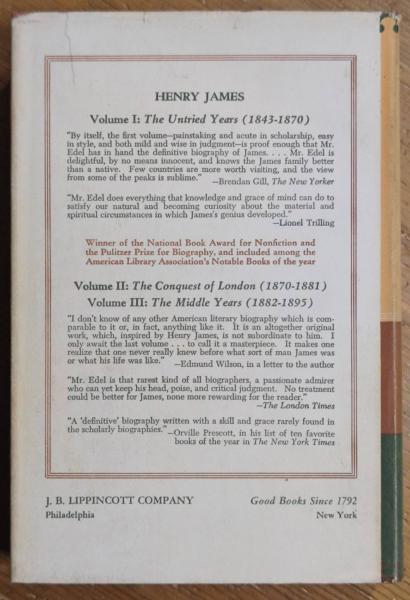 HENRY JAMES
Volume I: The Untried Years (1843-1870)
"By itself, the first volume—painstaking and acute in scholarship, easy
in style, and both mild and wise in judgment—is proof enough that Mr.
Edel has in hand the definitive biography of James. . . . Mr. Edel is
delightful, by no means innocent, and knows the James family better
than a native. Few countries are more worth visiting, and the view
from some of the peaks is sublime."
—Brendan Gill, The New Yorker
"Mr. Edel does everything that knowledge and grace of mind can do to
satisfy our natural and becoming curiosity about the material and
spiritual circumstances in which James's genius developed."
—Lionel Trilling
Winner of the National Book Award for Nonfiction and
the Pulitzer Prize for Biography, and included among the
American Library Association's Notable Books of the year
Volume II: The Conquest of London (1870-1881)
Volume III: The Middle Years (1882-1895)
"I don't know of any other American literary biography which is com-
parable to it or, in fact, anything like it. It is an altogether original
work, which, inspired by Henry James, is not subordinate to him. I
only await the last volume . . . to call it a masterpiece. It makes one
realize that one never really knew before what sort of man James was
or what his life was like."
—Edmund Wilson, in a letter to the author
"Mr. Edel is that rarest kind of all biographers, a passionate admirer
who can yet keep his head, poise, and critical judgment. No treatment
could be better for James, none more rewarding for the reader."
—The London Times
"A 'definitive' biography written with a skill and grace rarely found in
the scholarly biographies."—Orville Prescott, in his list of ten favorite
books of the year in The New York Times
J. B. LIPPINCOTT COMPANY
Good Books Since 1792
Philadelphia
New York